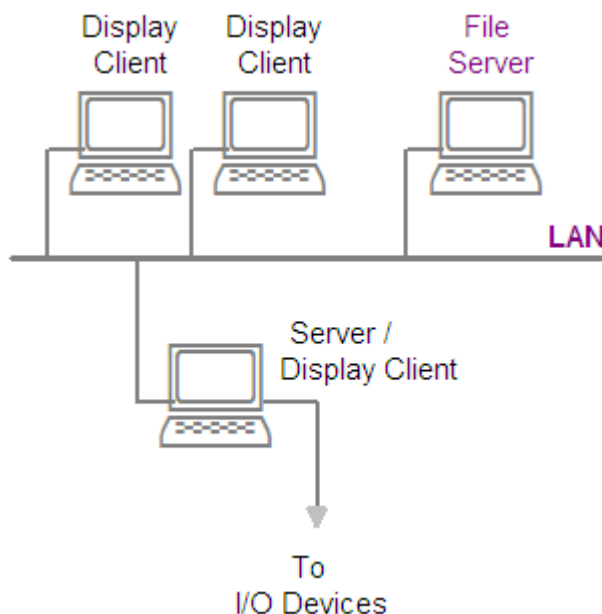 Display
Client
Display
Client
File
Server
LAN
Server /
Display Client
To
I/O Devices